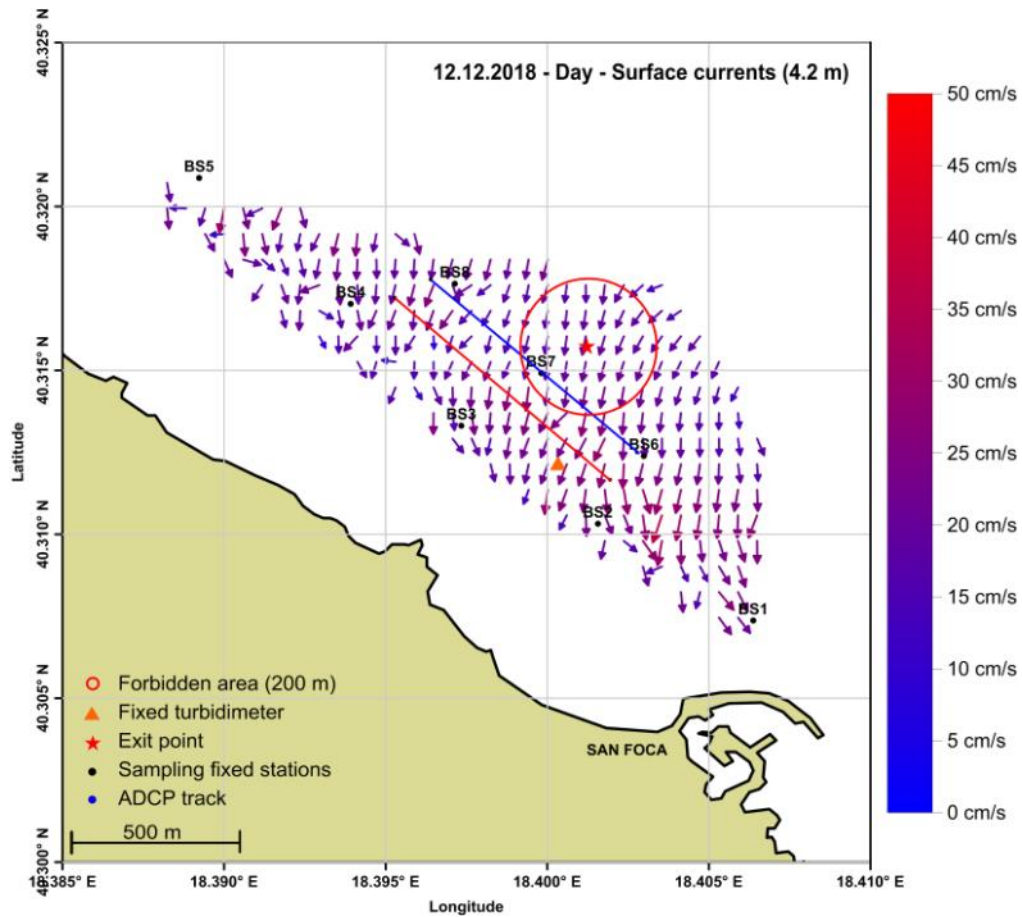 12.12.2018 - Day - Surface currents (4.2 m)
40.325° N
40.320° N
40.315° N
40.310° N
40.305° N
40.300° N
Latitude
BS5
BS8
BS4
BS7
BS3
BS6
BS2
BS1
SAN FOCA
Forbidden area (200 m)
Fixed turbidimeter
Exit point
Sampling fixed stations
ADCP track
500 m
18.385° E
18.390° E
18.395° E
18.400° E
18.405° E
18.410° E
Longitude
50 cm/s
45 cm/s
40 cm/s
35 cm/s
30 cm/s
25 cm/s
20 cm/s
15 cm/s
10 cm/s
5 cm/s
0 cm/s